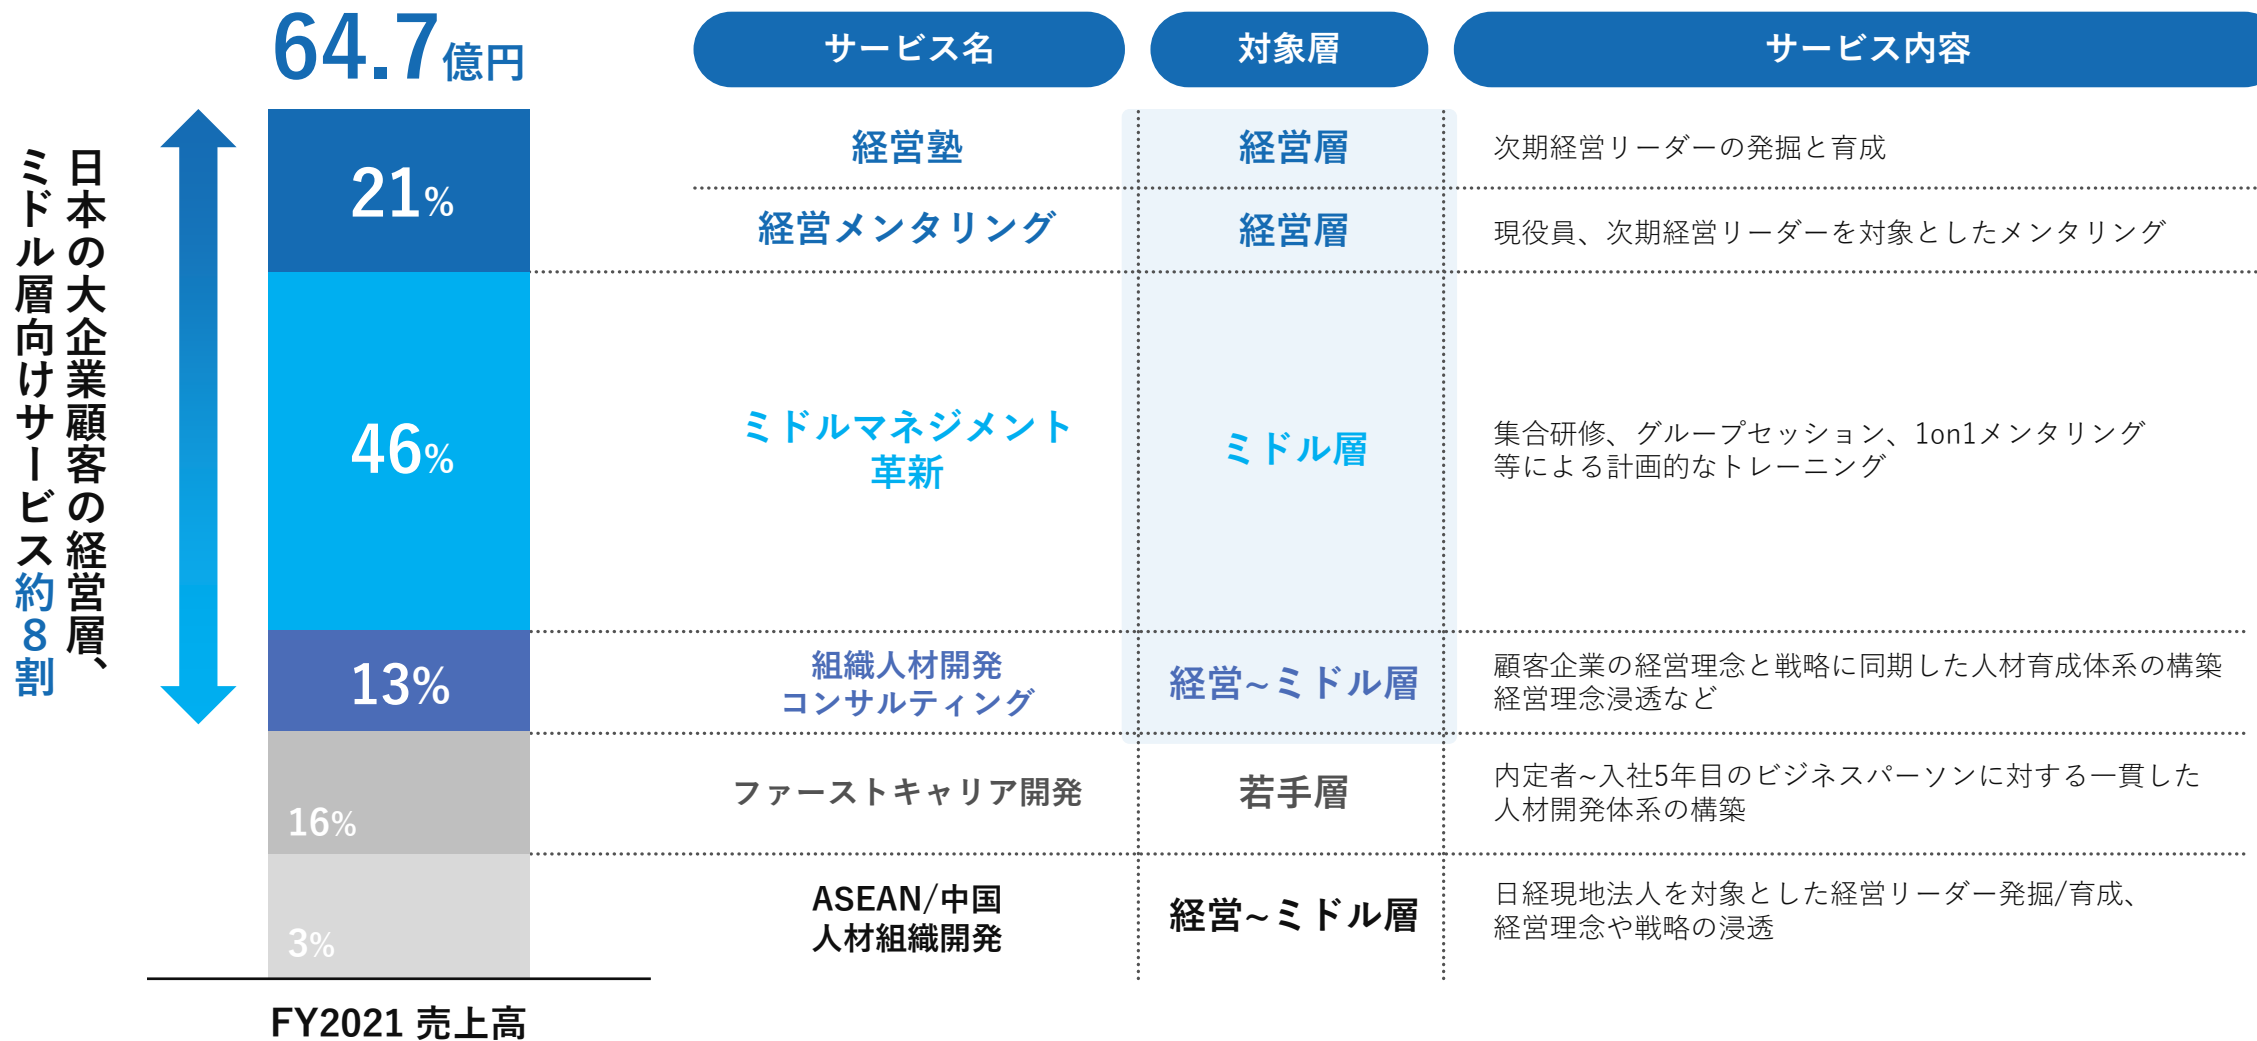 64.7億円
サービス名
対象層
サービス内容
日本の大企業顧客の経営層、
ミドル層向けサービス約8割
21%
経営塾
経営層
次期経営リーダーの発掘と育成
経営メンタリング
経営層
現役員、次期経営リーダーを対象としたメンタリング
46%
ミドルマネジメント
革新
ミドル層
集合研修、グループセッション、1on1メンタリング
等による計画的なトレーニング
13%
組織人材開発
コンサルティング
経営~ミドル層
顧客企業の経営理念と戦略に同期した人材育成体系の構築
経営理念浸透など
16%
ファーストキャリア開発
若手層
内定者~入社5年目のビジネスパーソンに対する一貫した
人材開発体系の構築
3%
ASEAN/中国
人材組織開発
経営~ミドル層
日経現地法人を対象とした経営リーダー発掘/育成、
経営理念や戦略の浸透
FY2021 売上高